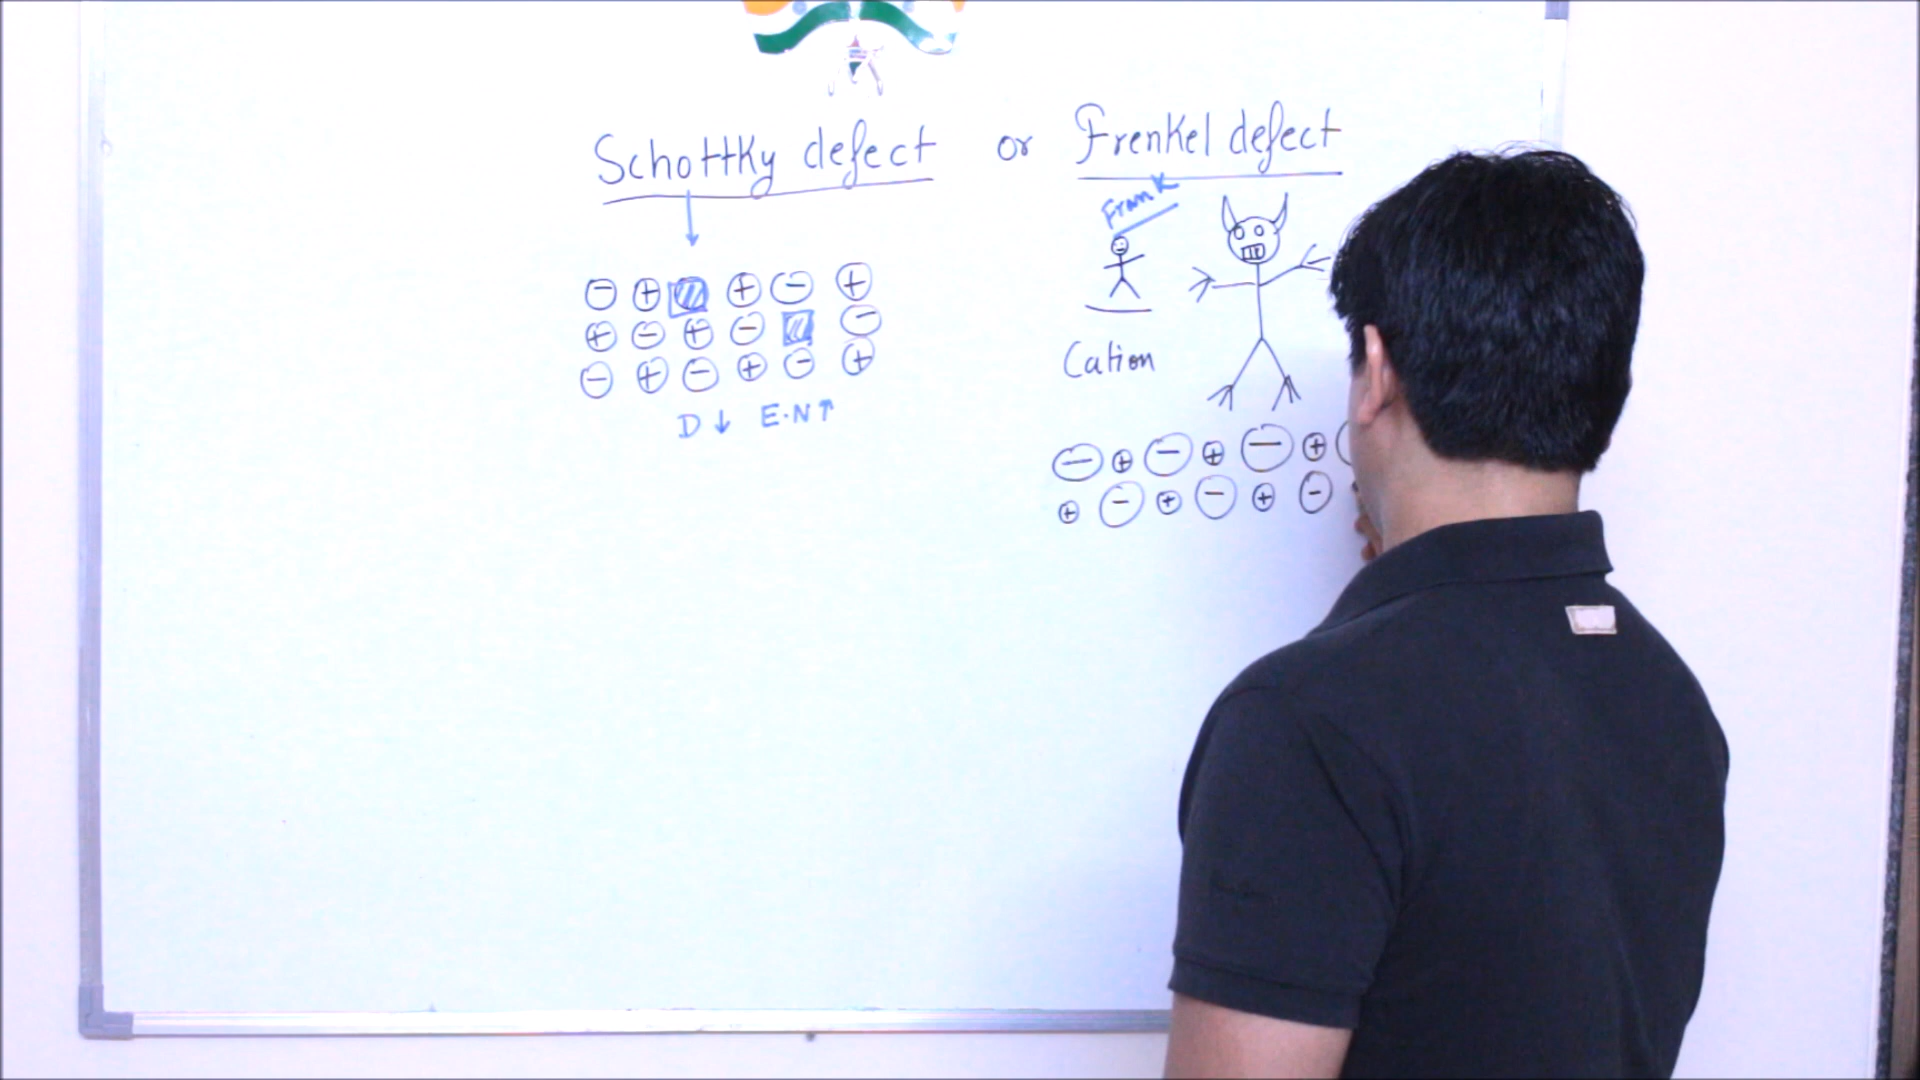 Schottky defect or Frenkel defect
Frank
- + + - +
+ - + - -
- + - + - +
Cation
D ↓ E.N ↑
- + - + - +
+ - + - + -